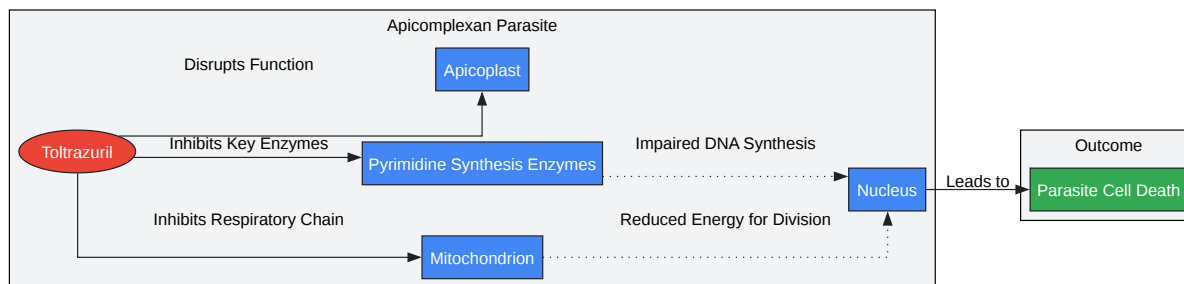 Apicomplexan Parasite
Disrupts Function
Apicoplast
Toltrazuril
Inhibits Key Enzymes
Pyrimidine Synthesis Enzymes
Impaired DNA Synthesis
Nucleus
Leads to
Outcome
Parasite Cell Death
Inhibits Respiratory Chain
Reduced Energy for Division
Mitochondrion